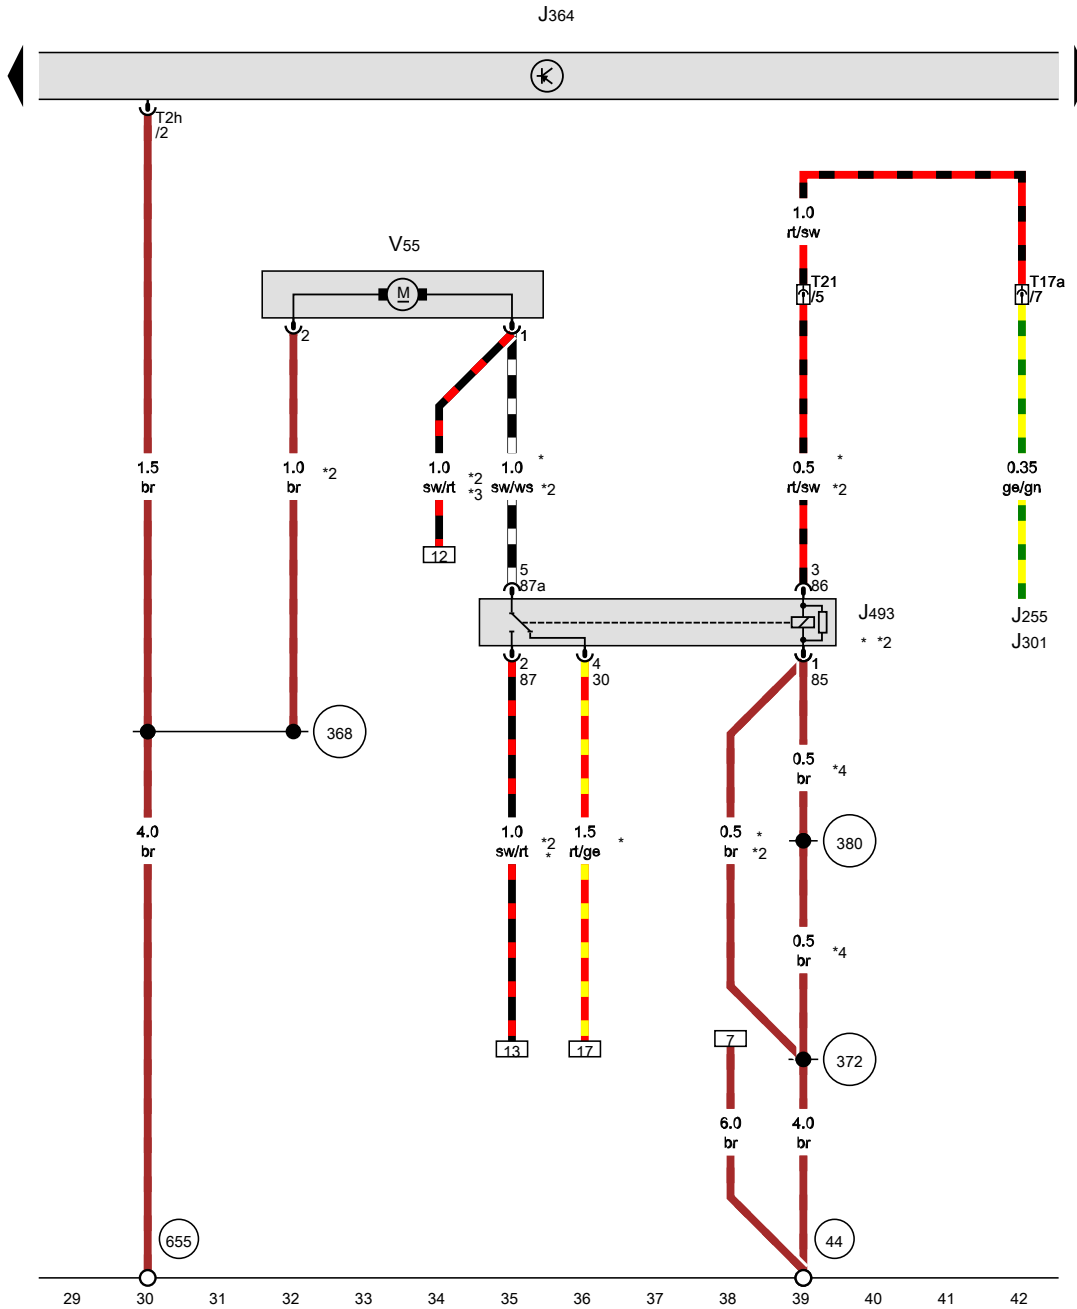 J364
T2h
/2
1.0
rt/sw
V55
M
T21
/5
T17a
/7
2
1
1.5
br
1.0
br
*2
1.0
sw/rt
*2
*3
1.0
sw/ws
*
*2
0.5
rt/sw
*
*2
0.35
ge/gn
12
5
87a
3
86
J493
* *2
J255
J301
2
87
4
30
1
85
368
0.5
br
*4
4.0
br
1.0
sw/rt
*2
*
1.5
rt/ge
*
0.5
br
*
*2
380
0.5
br
*4
13
17
7
372
6.0
br
4.0
br
655
44
29 30 31 32 33 34 35 36 37 38 39 40 41 42